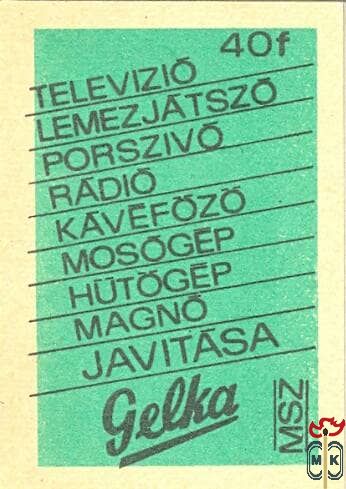 40f
TELEVIZIÓ
LEMEZJÁTSZÓ
PORSZIVÓ
RÁDIÓ
KÁVÉFŐZŐ
MOSÓGÉP
HŰTŐGÉP
MAGNÓ
JAVITÁSA
Gelka
MSZ
MK